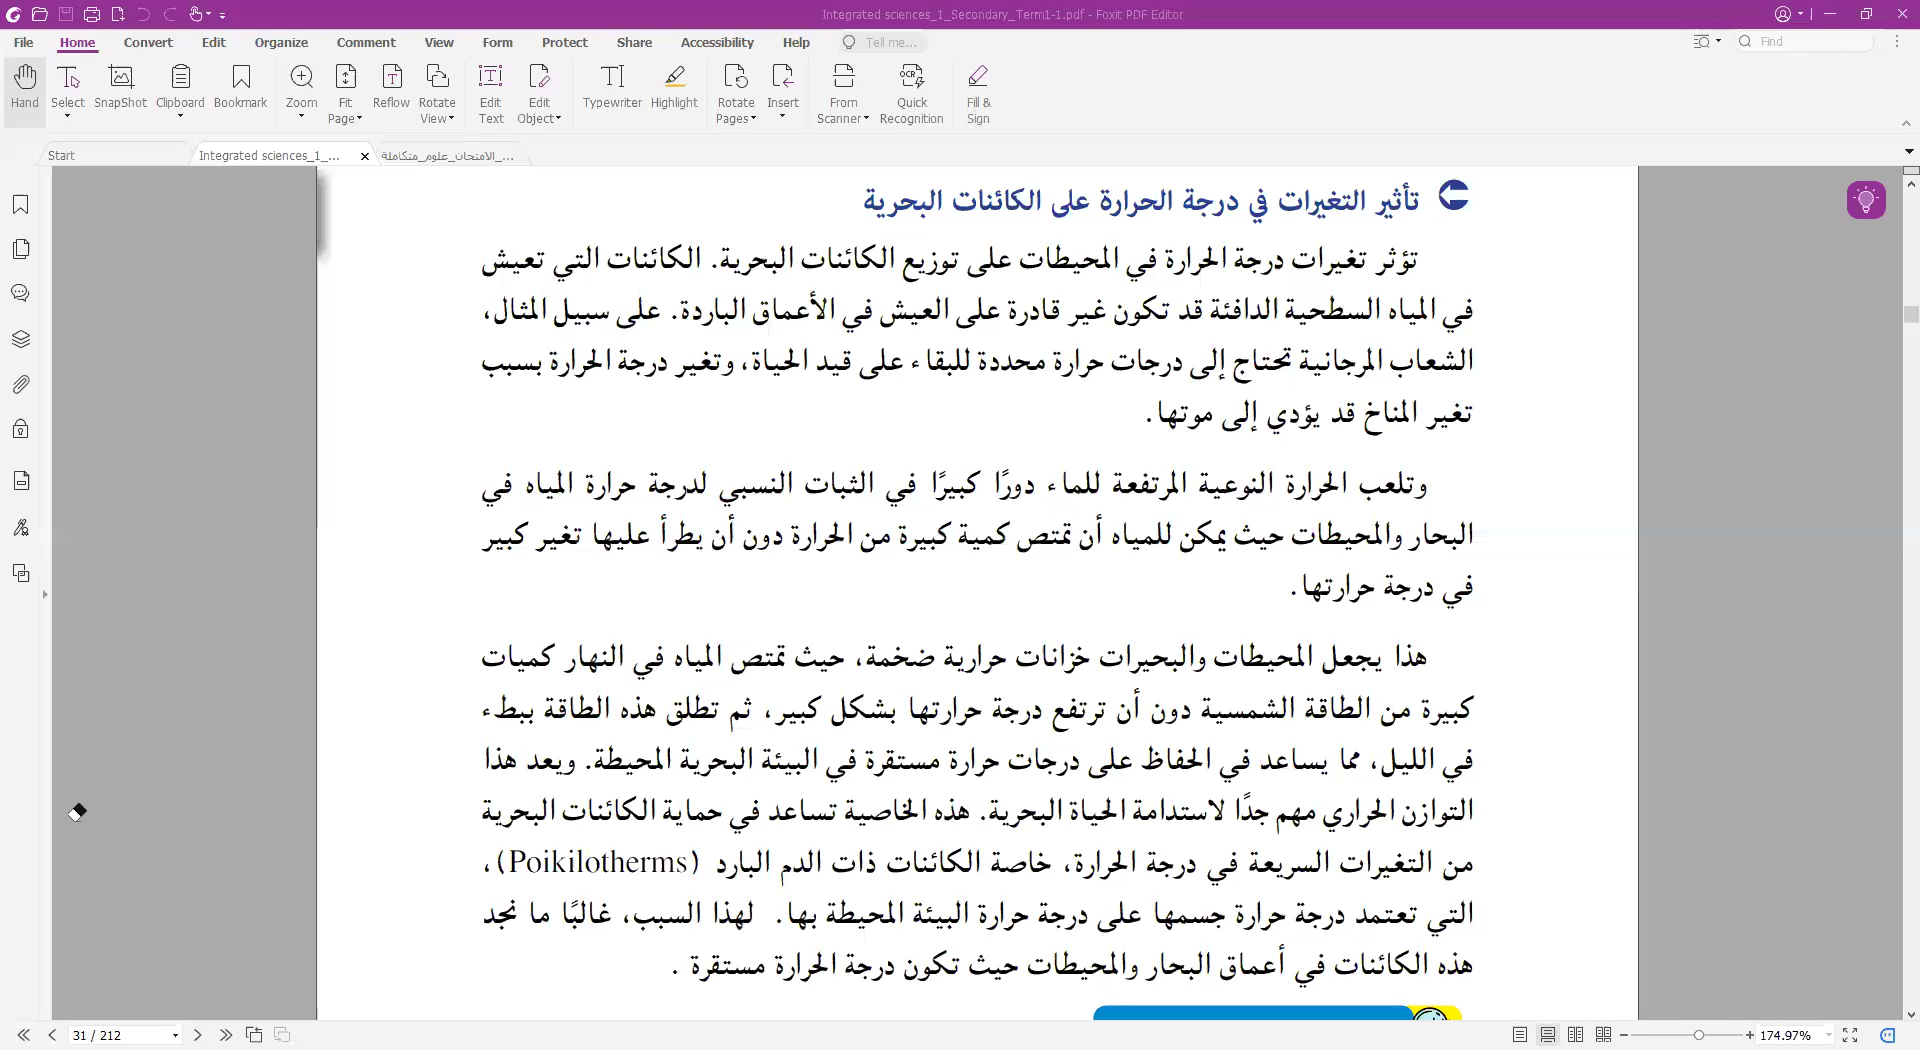 Integrated sciences_1_Secondary_Term1-1.pdf - Foxit PDF Editor
File Home Convert Edit Organize Comment View Form Protect Share Accessibility Help Tell me... Find
Hand Select SnapShot Clipboard Bookmark Zoom Fit Page Reflow Rotate View Edit Text Edit Object Typewriter Highlight Rotate Pages Insert From Scanner Quick Recognition Fill & Sign
Start Integrated sciences_1_... ...الامتحان_علوم_متكاملة_
تأثير التغيرات في درجة الحرارة على الكائنات البحرية
تؤثر تغيرات درجة الحرارة في المحيطات على توزيع الكائنات البحرية. الكائنات التي تعيش
في المياه السطحية الدافئة قد تكون غير قادرة على العيش في الأعماق الباردة. على سبيل المثال،
الشعاب المرجانية تحتاج إلى درجات حرارة محددة للبقاء على قيد الحياة، وتغير درجة الحرارة بسبب
تغير المناخ قد يؤدي إلى موتها.
وتلعب الحرارة النوعية المرتفعة للماء دورًا كبيرًا في الثبات النسبي لدرجة حرارة المياه في
البحار والمحيطات حيث يمكن للمياه أن تمتص كمية كبيرة من الحرارة دون أن يطرأ عليها تغير كبير
في درجة حرارتها.
هذا يجعل المحيطات والبحيرات خزانات حرارية ضخمة، حيث تمتص المياه في النهار كميات
كبيرة من الطاقة الشمسية دون أن ترتفع درجة حرارتها بشكل كبير، ثم تطلق هذه الطاقة ببطء
في الليل، مما يساعد في الحفاظ على درجات حرارة مستقرة في البيئة البحرية المحيطة. ويعد هذا
التوازن الحراري مهم جدًا لاستدامة الحياة البحرية. هذه الخاصية تساعد في حماية الكائنات البحرية
من التغيرات السريعة في درجة الحرارة، خاصة الكائنات ذات الدم البارد (Poikilotherms)،
التي تعتمد درجة حرارة جسمها على درجة حرارة البيئة المحيطة بها. لهذا السبب، غالبًا ما نجد
هذه الكائنات في أعماق البحار والمحيطات حيث تكون درجة الحرارة مستقرة .
31 / 212 174.97%